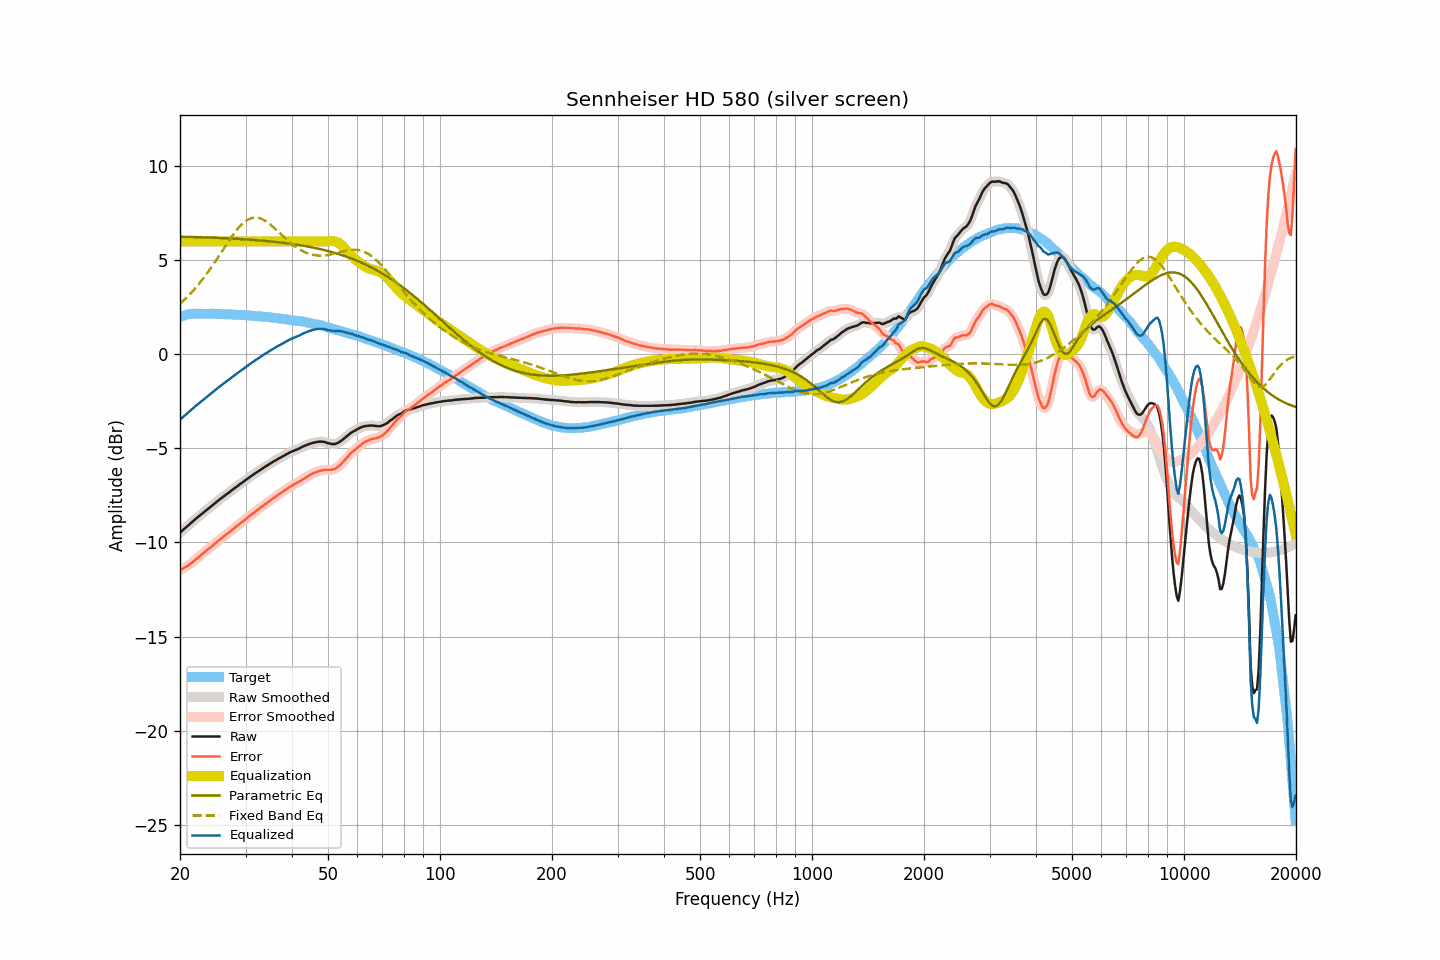 Sennheiser HD 580 (silver screen)
10
5
0
−5
−10
−15
−20
−25
Amplitude (dBr)
Target
Raw Smoothed
Error Smoothed
Raw
Error
Equalization
Parametric Eq
Fixed Band Eq
Equalized
20 50 100 200 500 1000 2000 5000 10000 20000
Frequency (Hz)